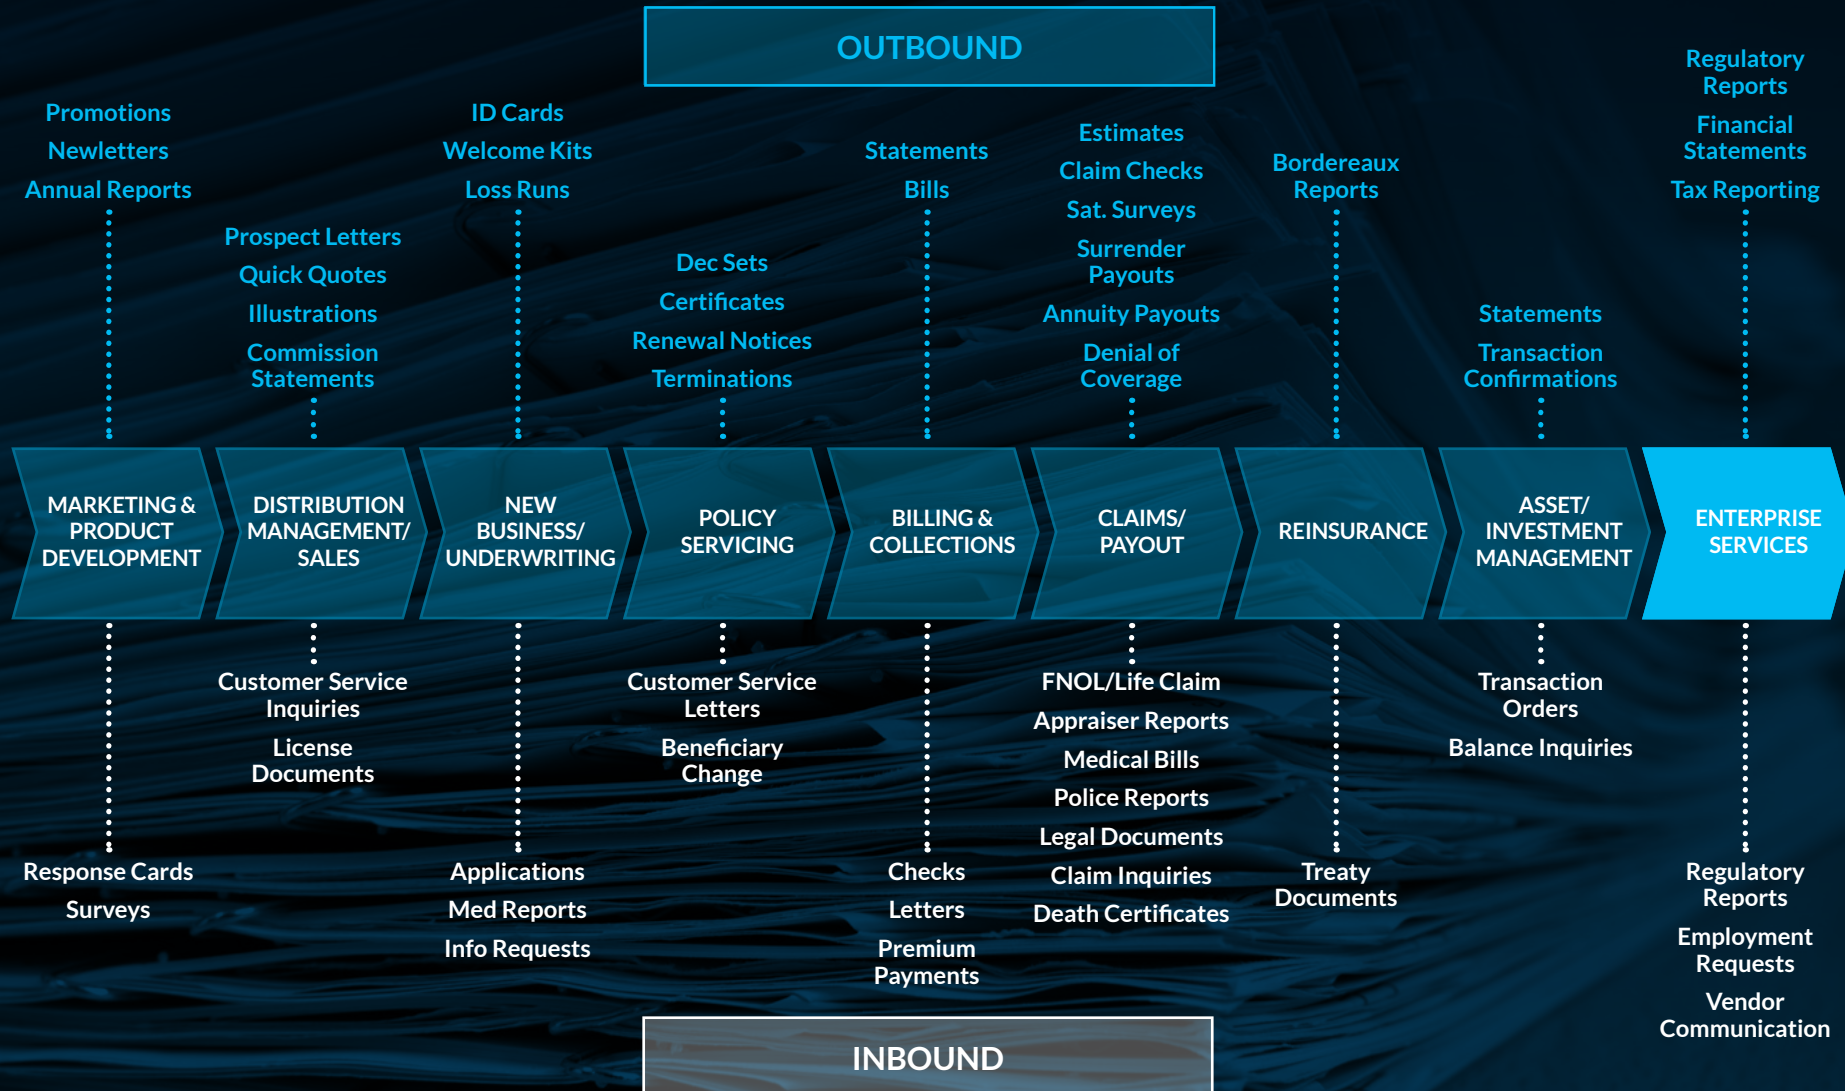 OUTBOUND
Promotions
Newletters
Annual Reports
Prospect Letters
Quick Quotes
Illustrations
Commission
Statements
ID Cards
Welcome Kits
Loss Runs
Dec Sets
Certificates
Renewal Notices
Terminations
Statements
Bills
Estimates
Claim Checks
Sat. Surveys
Surrender
Payouts
Annuity Payouts
Denial of
Coverage
Bordereaux
Reports
Statements
Transaction
Confirmations
Regulatory
Reports
Financial
Statements
Tax Reporting
MARKETING &
PRODUCT
DEVELOPMENT
DISTRIBUTION
MANAGEMENT/
SALES
NEW
BUSINESS/
UNDERWRITING
POLICY
SERVICING
BILLING &
COLLECTIONS
CLAIMS/
PAYOUT
REINSURANCE
ASSET/
INVESTMENT
MANAGEMENT
ENTERPRISE
SERVICES
Response Cards
Surveys
Customer Service
Inquiries
License
Documents
Applications
Med Reports
Info Requests
Customer Service
Letters
Beneficiary
Change
Checks
Letters
Premium
Payments
FNOL/Life Claim
Appraiser Reports
Medical Bills
Police Reports
Legal Documents
Claim Inquiries
Death Certificates
Treaty
Documents
Transaction
Orders
Balance Inquiries
Regulatory
Reports
Employment
Requests
Vendor
Communication
INBOUND